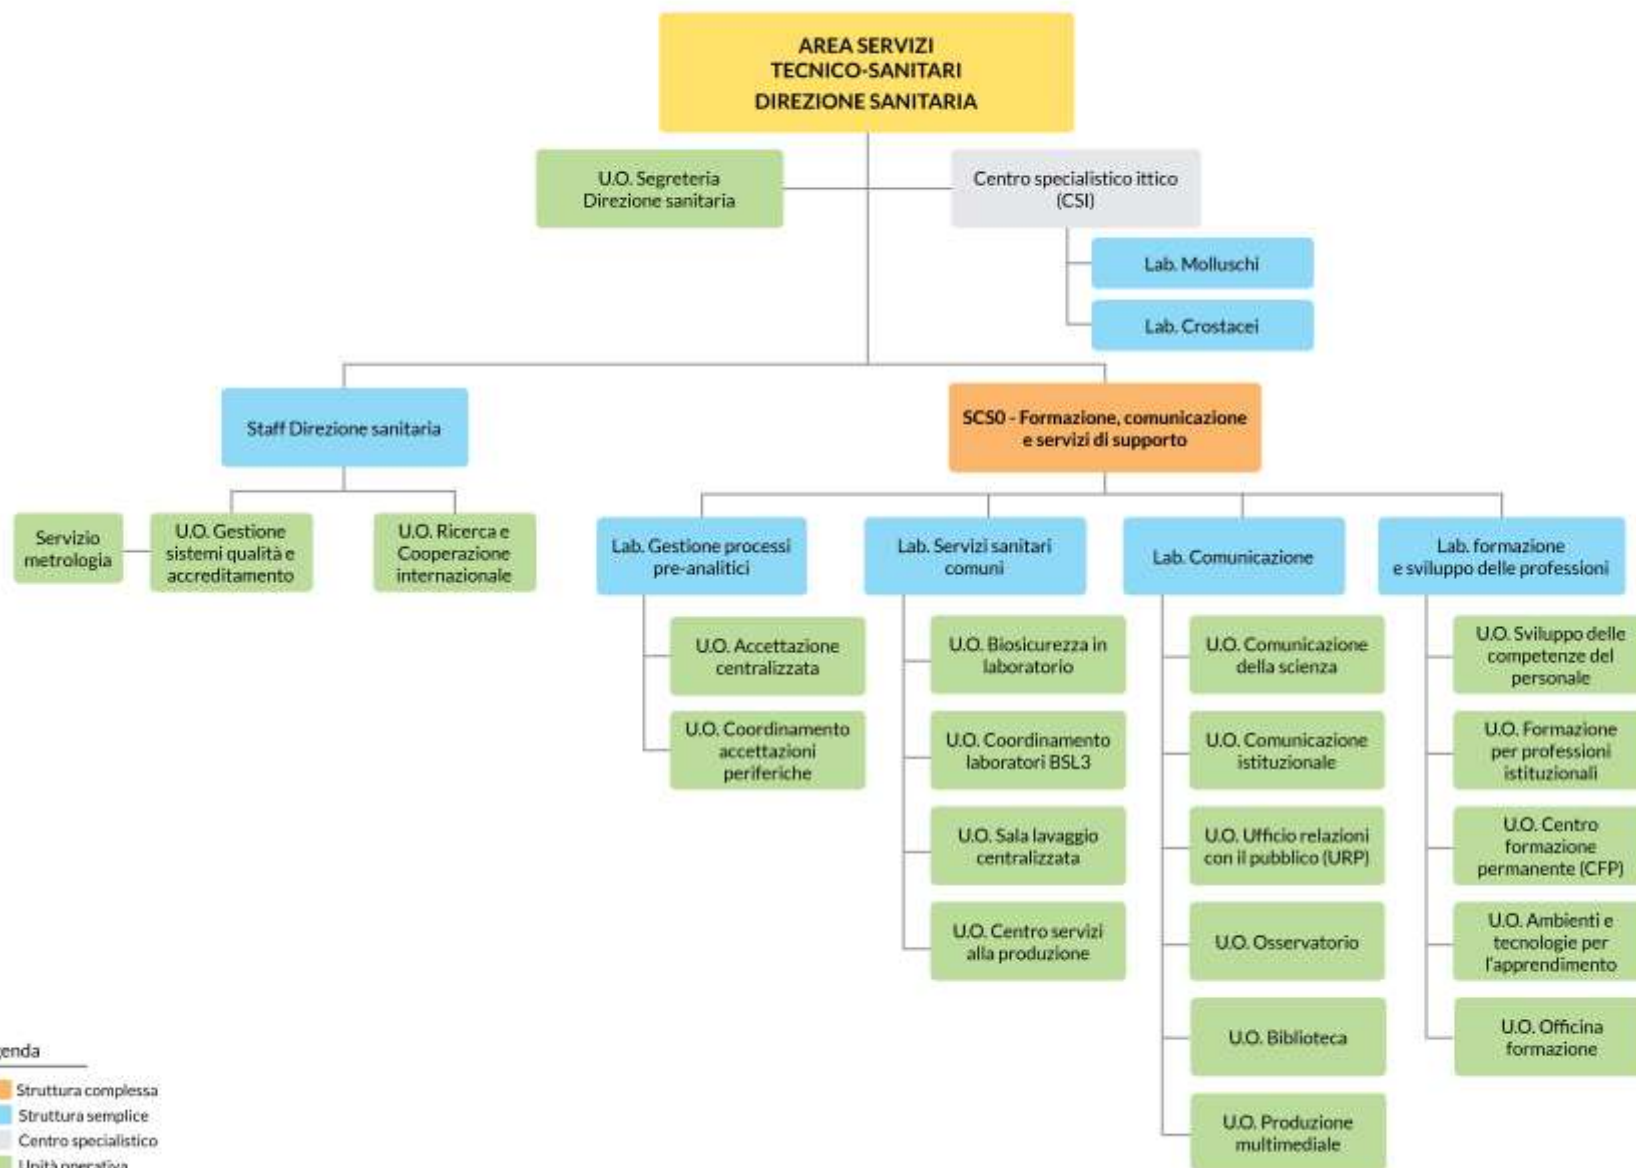 AREA SERVIZI
TECNICO-SANITARI
DIREZIONE SANITARIA
U.O. Segreteria
Direzione sanitaria
Centro specialistico ittico
(CSI)
Lab. Molluschi
Lab. Crostacei
Staff Direzione sanitaria
SCS0 - Formazione, comunicazione
e servizi di supporto
Servizio
metrologia
U.O. Gestione
sistemi qualità e
accreditamento
U.O. Ricerca e
Cooperazione
internazionale
Lab. Gestione processi
pre-analitici
Lab. Servizi sanitari
comuni
Lab. Comunicazione
Lab. formazione
e sviluppo delle professioni
U.O. Accettazione
centralizzata
U.O. Coordinamento
accettazioni
periferiche
U.O. Biosicurezza in
laboratorio
U.O. Coordinamento
laboratori BSL3
U.O. Sala lavaggio
centralizzata
U.O. Centro servizi
alla produzione
U.O. Comunicazione
della scienza
U.O. Comunicazione
istituzionale
U.O. Ufficio relazioni
con il pubblico (URP)
U.O. Osservatorio
U.O. Biblioteca
U.O. Produzione
multimediale
U.O. Sviluppo delle
competenze del
personale
U.O. Formazione
per professioni
istituzionali
U.O. Centro
formazione
permanente (CFP)
U.O. Ambienti e
tecnologie per
l'apprendimento
U.O. Officina
formazione
genda
Struttura complessa
Struttura semplice
Centro specialistico
Unità operativa